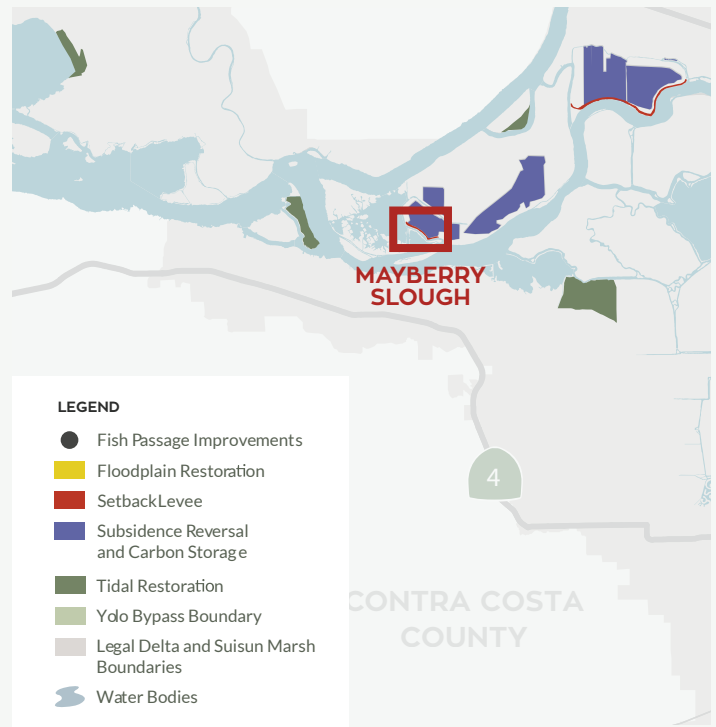 MAYBERRY
SLOUGH
LEGEND
Fish Passage Improvements
Floodplain Restoration
SetbackLevee
Subsidence Reversal
and Carbon Storage
Tidal Restoration
Yolo Bypass Boundary
Legal Delta and Suisun Marsh
Boundaries
Water Bodies
4
CONTRA COSTA
COUNTY